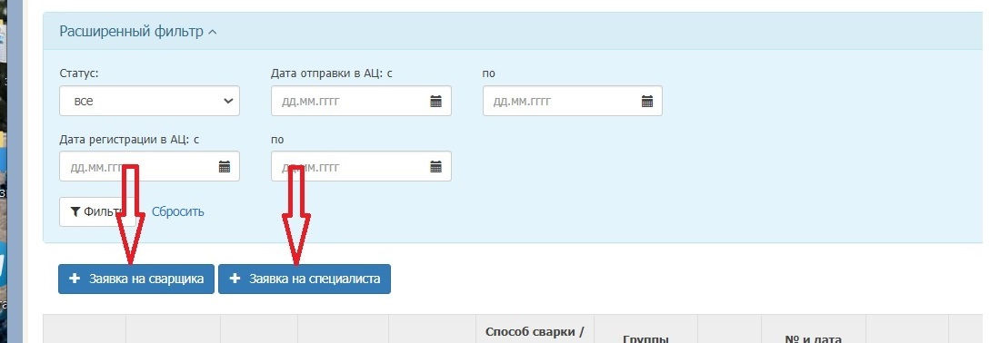 Расширенный фильтр
Статус: Дата отправки в АЦ: с по
все дд.мм.гггг дд.мм.гггг
Дата регистрации в АЦ: с по
дд.мм.гггг дд.мм.гггг
Фильтр Сбросить
+ Заявка на сварщика + Заявка на специалиста
Способ сварки /
Группы № и дата